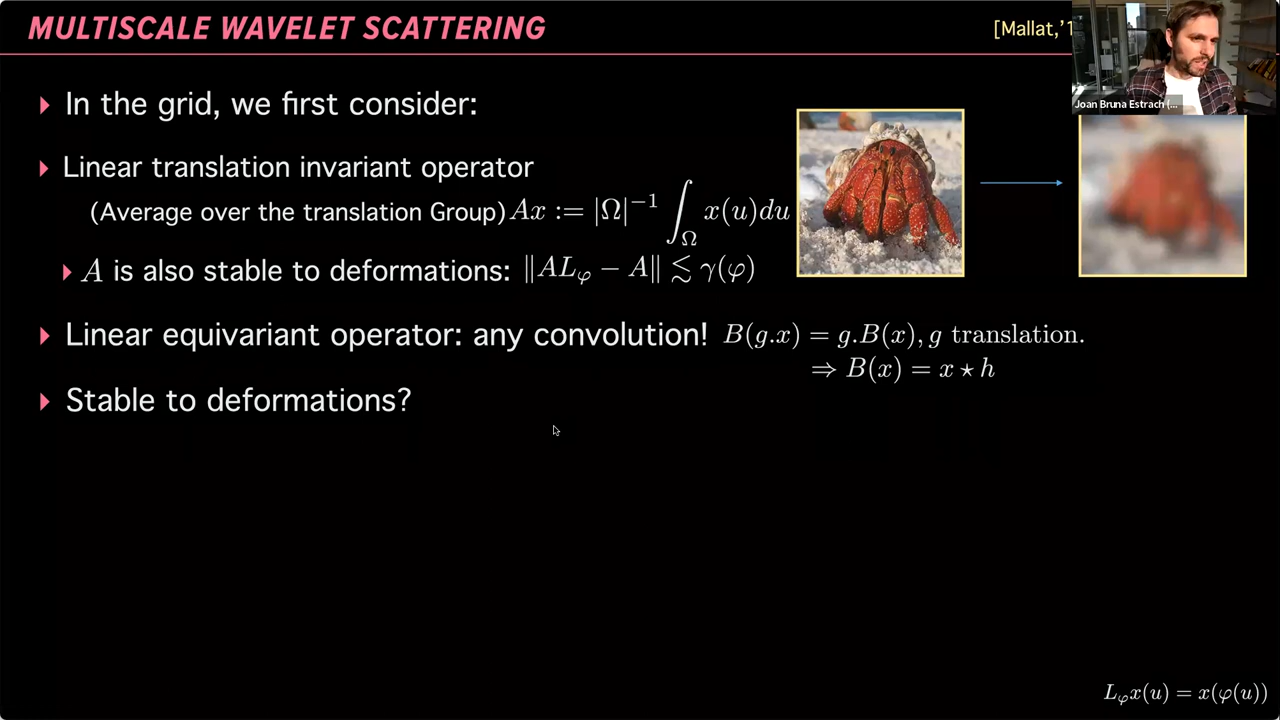 MULTISCALE WAVELET SCATTERING
[Mallat,'1
Joan Bruna Estrach (...
In the grid, we first consider:
Linear translation invariant operator
(Average over the translation Group) Ax := |Ω|⁻¹ ∫_Ω x(u)du
A is also stable to deformations: ‖AL_φ − A‖ ≲ γ(φ)
Linear equivariant operator: any convolution! B(g.x) = g.B(x), g translation.
⇒ B(x) = x ⋆ h
Stable to deformations?
L_φx(u) = x(φ(u))